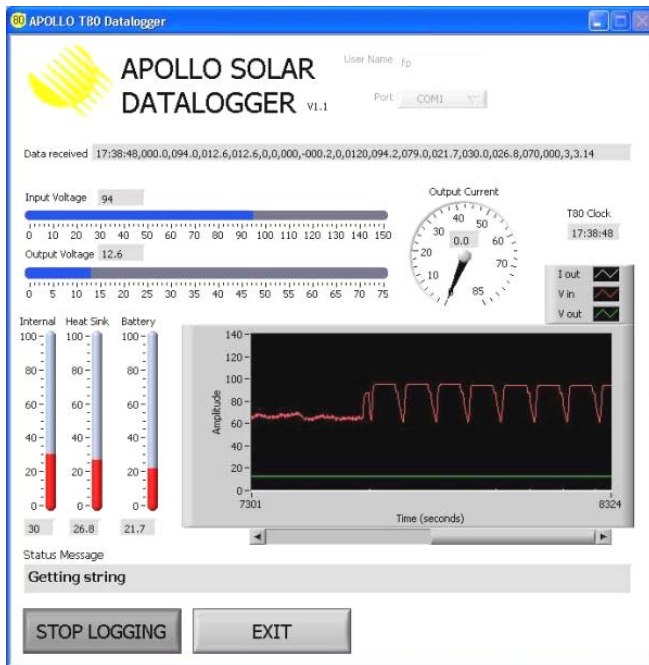 80 APOLLO T80 Datalogger
APOLLO SOLAR
DATALOGGER V1.1
User Name fp
Port COM1
Data received 17:38:48,000.0,094.0,012.6,012.6,0,0,000,-000.2,0,0120,094.2,079.0,021.7,030.0,026.8,070,000,3,3.14
Input Voltage 94
0 10 20 30 40 50 60 70 80 90 100 110 120 130 140 150
Output Voltage 12.6
0 5 10 15 20 25 30 35 40 45 50 55 60 65 70 75
Output Current
0 10 20 30 40 50 60 70 85
0.0
T80 Clock
17:38:48
I out
V in
V out
Internal Heat Sink Battery
100 100 100
80 80 80
60 60 60
40 40 40
20 20 20
0 0 0
30 26.8 21.7
Amplitude
140
120
100
80
60
40
20
0
7301 8324
Time (seconds)
Status Message
Getting string
STOP LOGGING EXIT